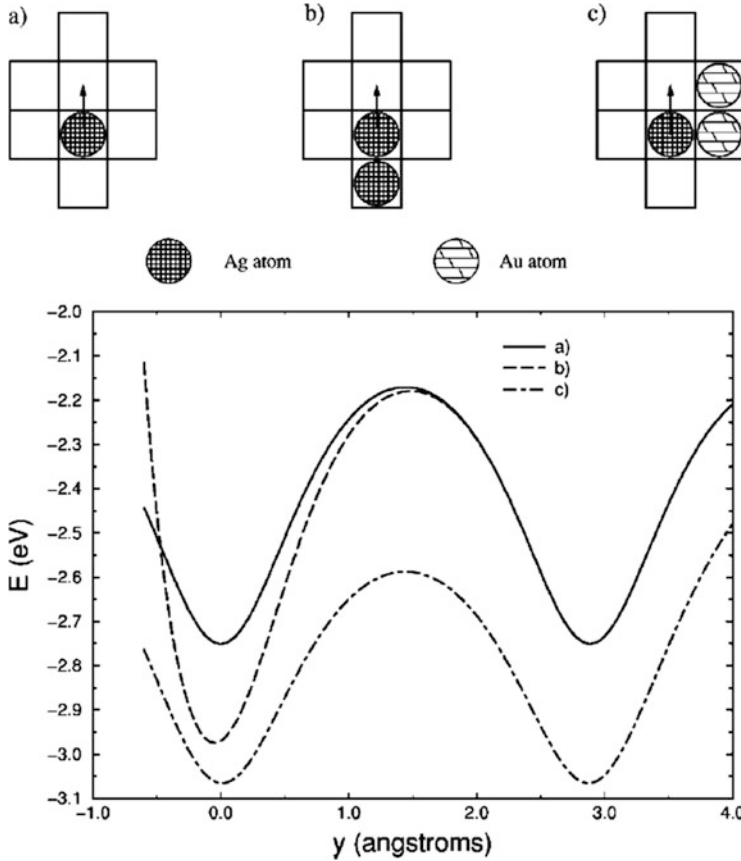 a) b) c)
Ag atom Au atom
a)
b)
c)
−2.0
−2.1
−2.2
−2.3
−2.4
−2.5
−2.6
−2.7
−2.8
−2.9
−3.0
−3.1
E (eV)
−1.0 0.0 1.0 2.0 3.0 4.0
y (angstroms)